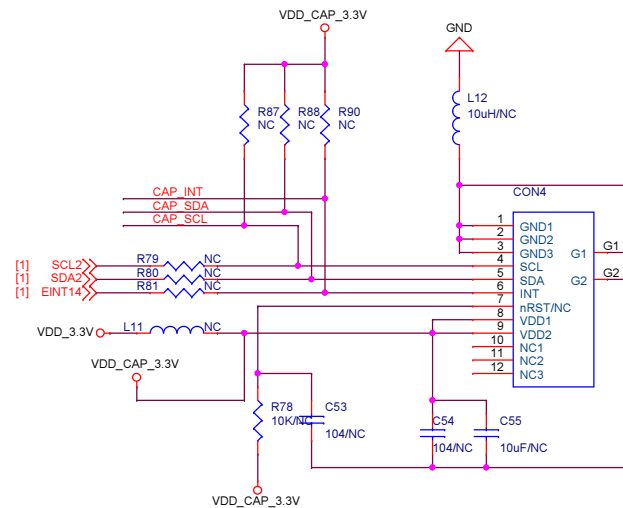 VDD_CAP_3.3V
GND
L12
10uH/NC
R87
NC
R88
NC
R90
NC
CAP_INT
CAP_SDA
CAP_SCL
CON4
1 GND1
2 GND2
3 GND3
4 SCL
5 SDA
6 INT
7 nRST/NC
8 VDD1
9 VDD2
10 NC1
11 NC2
12 NC3
G1 G1
G2 G2
[1] SCL2 R79 NC
[1] SDA2 R80 NC
[1] EINT14 R81 NC
VDD_3.3V L11 NC
VDD_CAP_3.3V
R78
10K/NC
C53
104/NC
C54
104/NC
C55
10uF/NC
VDD_CAP_3.3V